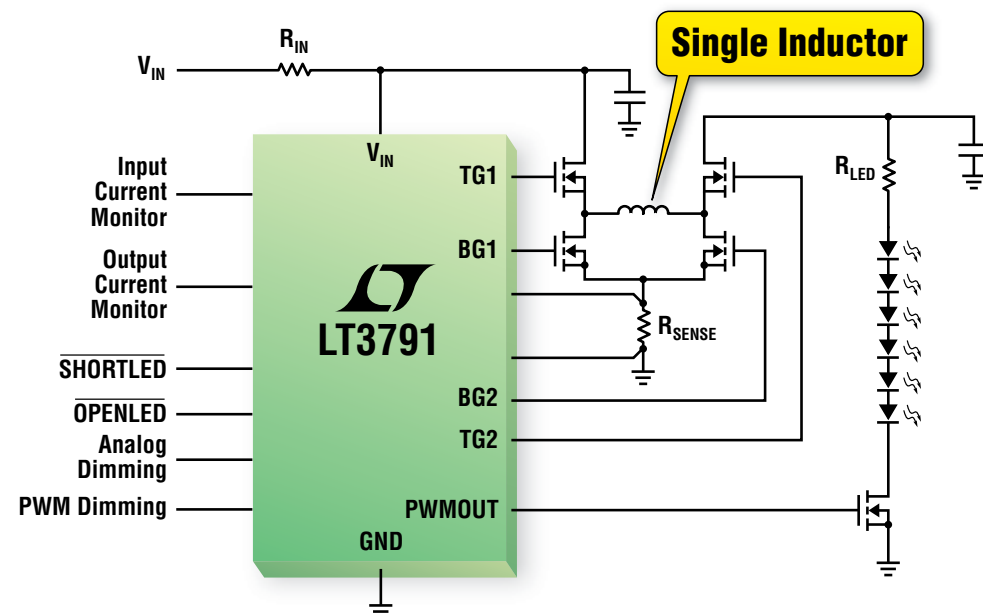 Single Inductor
R_IN
V_IN
V_IN
Input
Current
Monitor
TG1
R_LED
Output
Current
Monitor
BG1
LT3791
R_SENSE
SHORTLED
OPENLED
BG2
Analog
Dimming
TG2
PWM Dimming
PWMOUT
GND